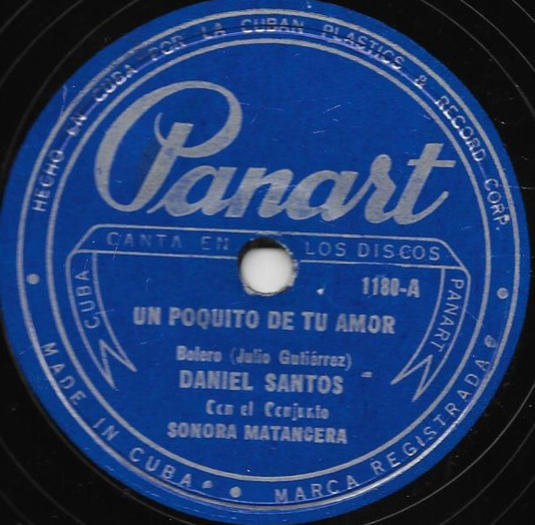 HECHO EN CUBA POR LA CUBAN PLASTICS & RECORD CORP.
Panart
CUBA CANTA EN LOS DISCOS PANART
1180-A
UN POQUITO DE TU AMOR
Bolero (Julio Gutiérrez)
DANIEL SANTOS
Con el Conjunto
SONORA MATANCERA
MADE IN CUBA
MARCA REGISTRADA